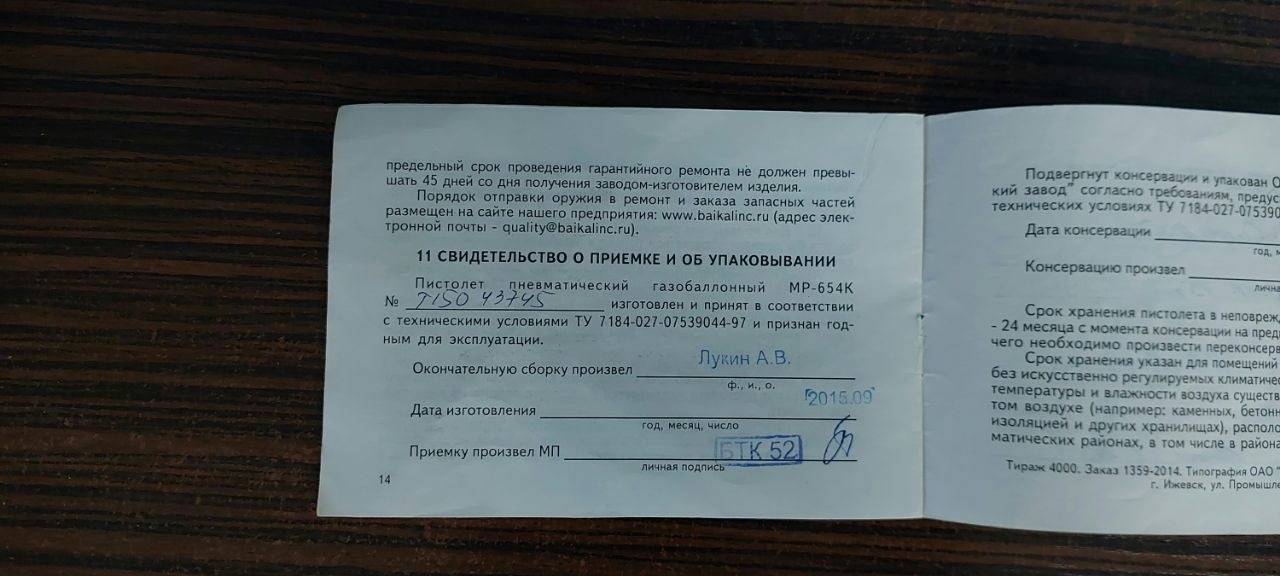 предельный срок проведения гарантийного ремонта не должен превы-
шать 45 дней со дня получения заводом-изготовителем изделия.
Порядок отправки оружия в ремонт и заказа запасных частей
размещен на сайте нашего предприятия: www.baikalinc.ru (адрес элек-
тронной почты - quality@baikalinc.ru).
11 СВИДЕТЕЛЬСТВО О ПРИЕМКЕ И ОБ УПАКОВЫВАНИИ
Пистолет пневматический газобаллонный МР-654К
№ Т150 43745 изготовлен и принят в соответствии
с техническими условиями ТУ 7184-027-07539044-97 и признан год-
ным для эксплуатации.
Окончательную сборку произвел Лукин А.В.
ф., и., о.
Дата изготовления 2015.09
год, месяц, число
Приемку произвел МП БТК 52
личная подпись
14
Подвергнут консервации и упакован О
кий завод" согласно требованиям, предус
технических условиях ТУ 7184-027-075390
Дата консервации
год, м
Консервацию произвел
лична
Срок хранения пистолета в неповрежд
- 24 месяца с момента консервации на пред
чего необходимо произвести переконсерв
Срок хранения указан для помещений
без искусственно регулируемых климатичес
температуры и влажности воздуха существ
том воздухе (например: каменных, бетонн
изоляцией и других хранилищах), располо
матических районах, в том числе в района
Тираж 4000. Заказ 1359-2014. Типография ОАО "
г. Ижевск, ул. Промышле